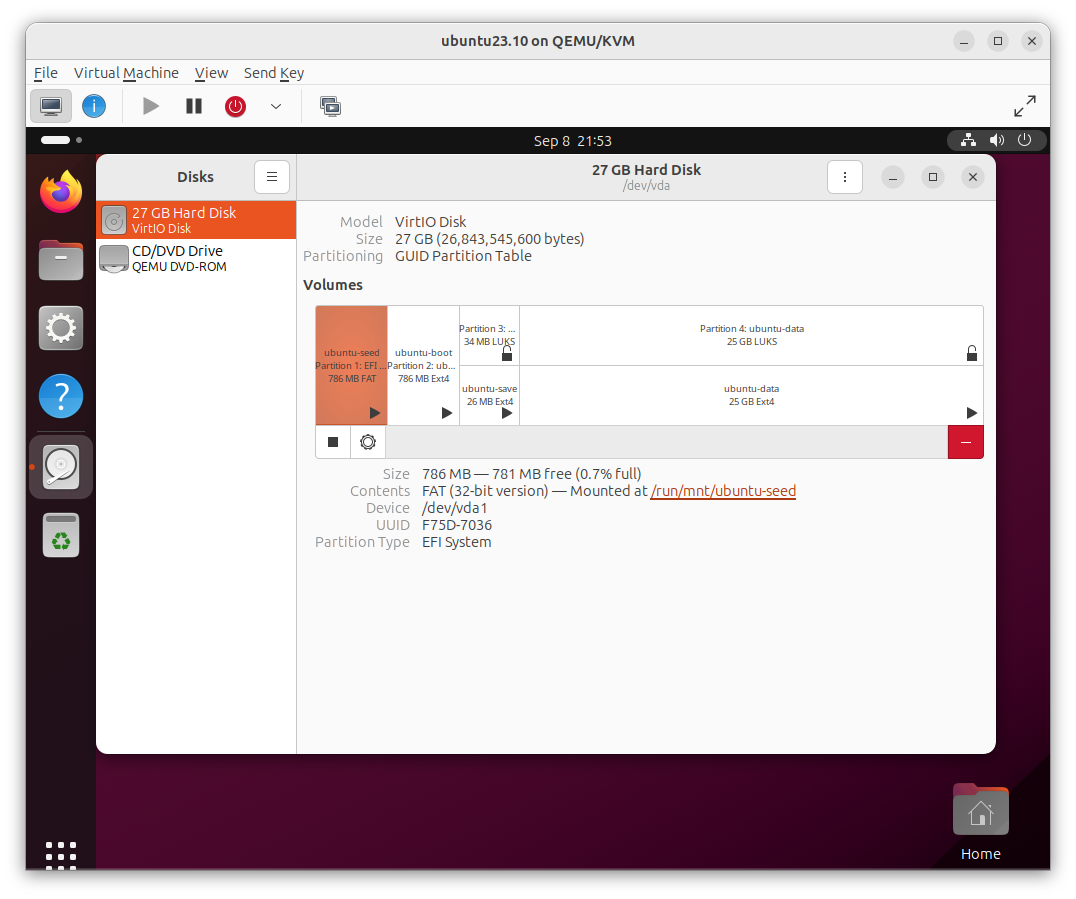 ubuntu23.10 on QEMU/KVM
File Virtual Machine View Send Key
Sep 8 21:53
Disks
27 GB Hard Disk
/dev/vda
27 GB Hard Disk
VirtIO Disk
CD/DVD Drive
QEMU DVD-ROM
Model VirtIO Disk
Size 27 GB (26,843,545,600 bytes)
Partitioning GUID Partition Table
Volumes
ubuntu-seed
Partition 1: EFI ...
786 MB FAT
ubuntu-boot
Partition 2: ub...
786 MB Ext4
Partition 3: ...
34 MB LUKS
ubuntu-save
26 MB Ext4
Partition 4: ubuntu-data
25 GB LUKS
ubuntu-data
25 GB Ext4
Size 786 MB — 781 MB free (0.7% full)
Contents FAT (32-bit version) — Mounted at /run/mnt/ubuntu-seed
Device /dev/vda1
UUID F75D-7036
Partition Type EFI System
Home